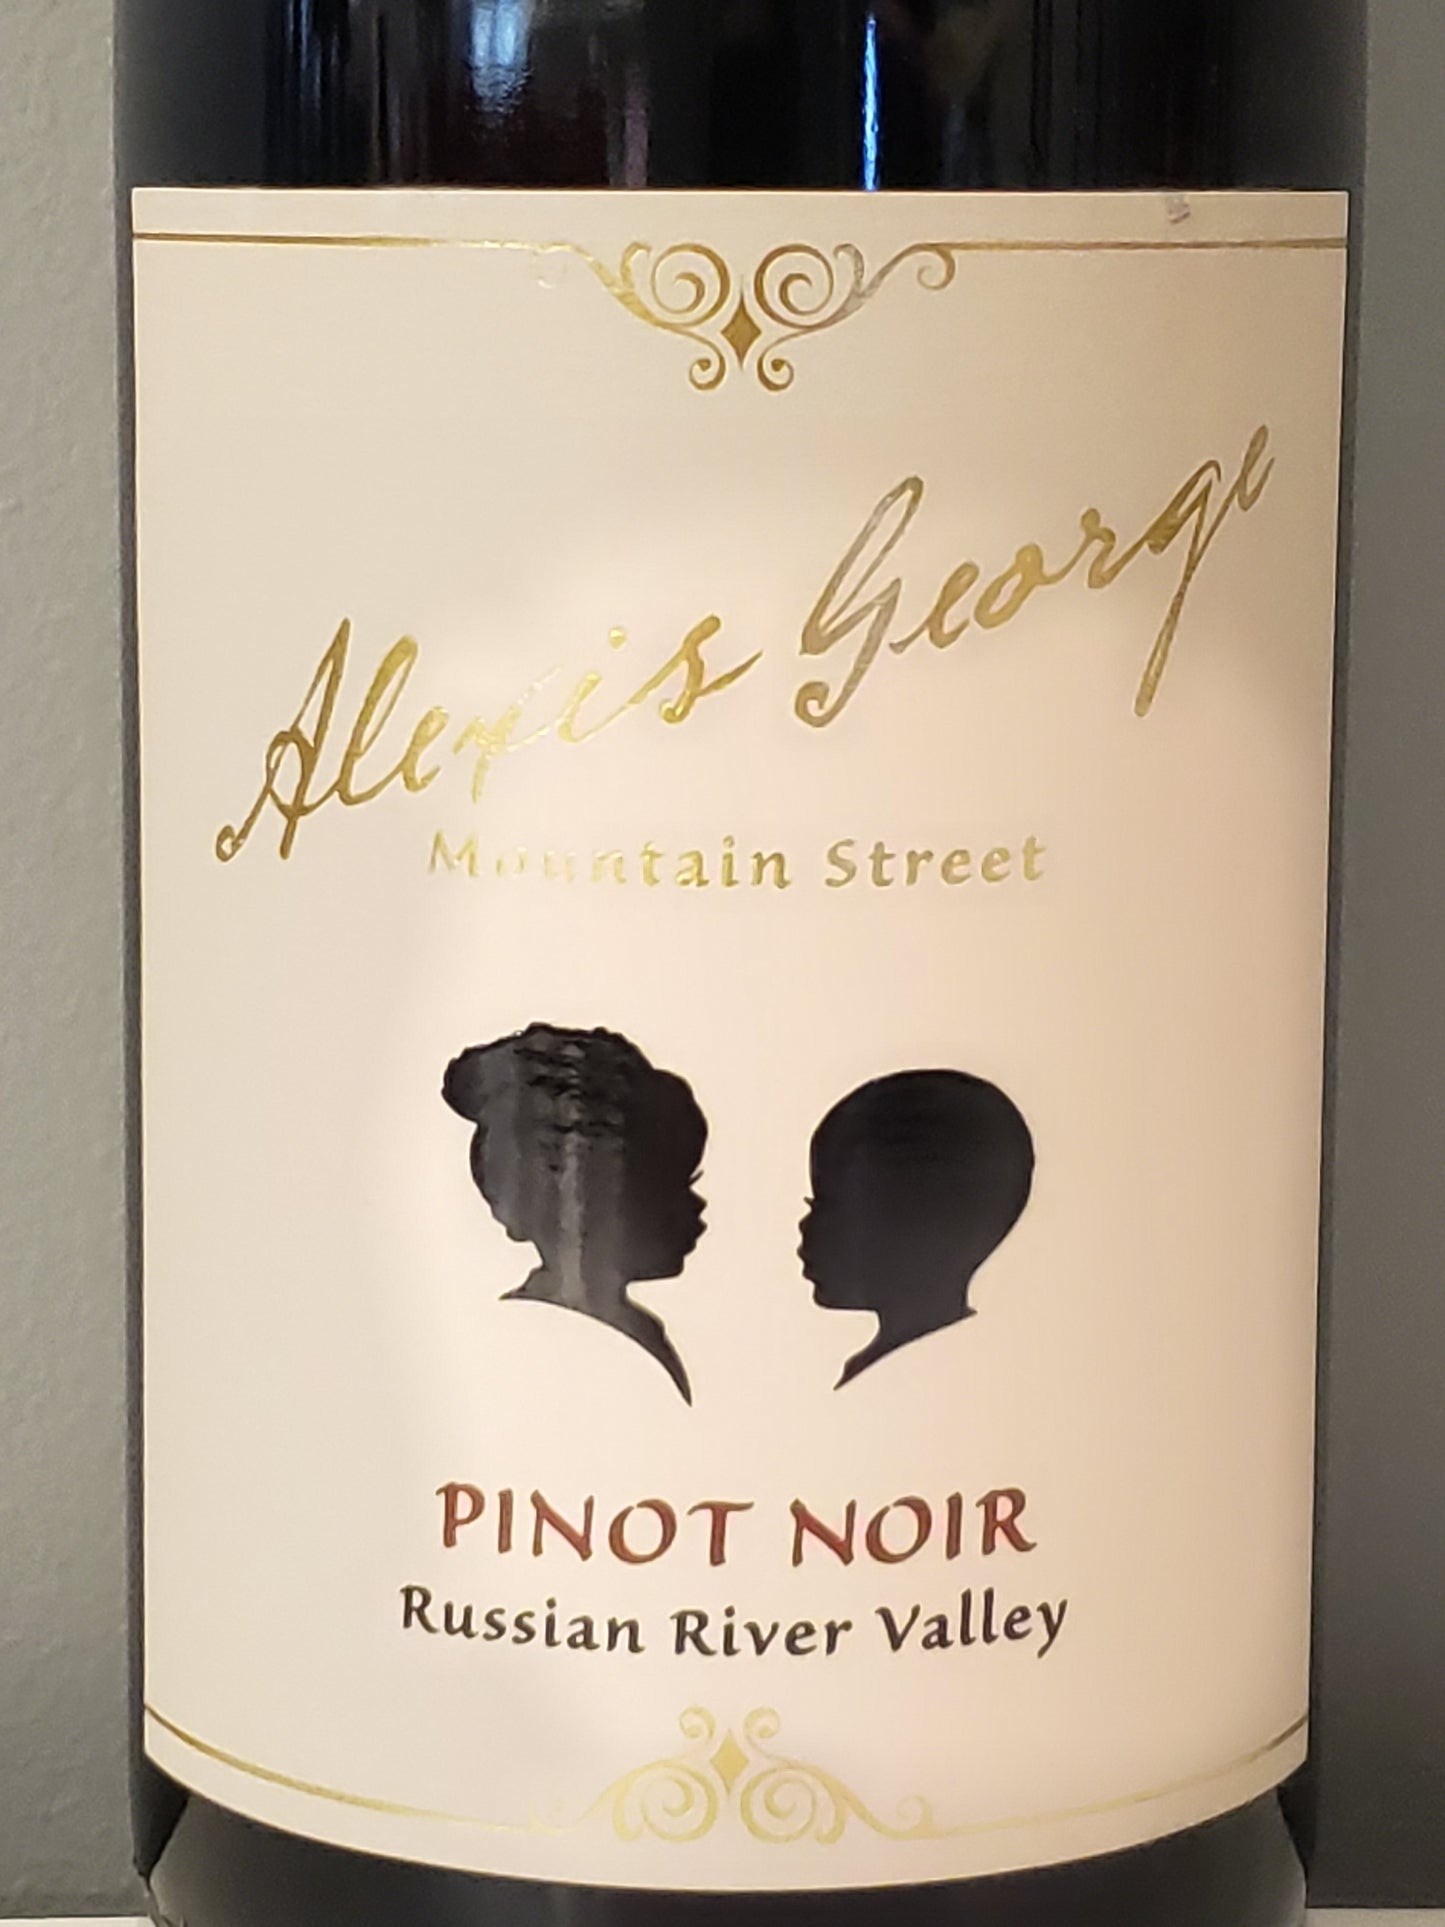 Alexis George
Mountain Street
PINOT NOIR
Russian River Valley